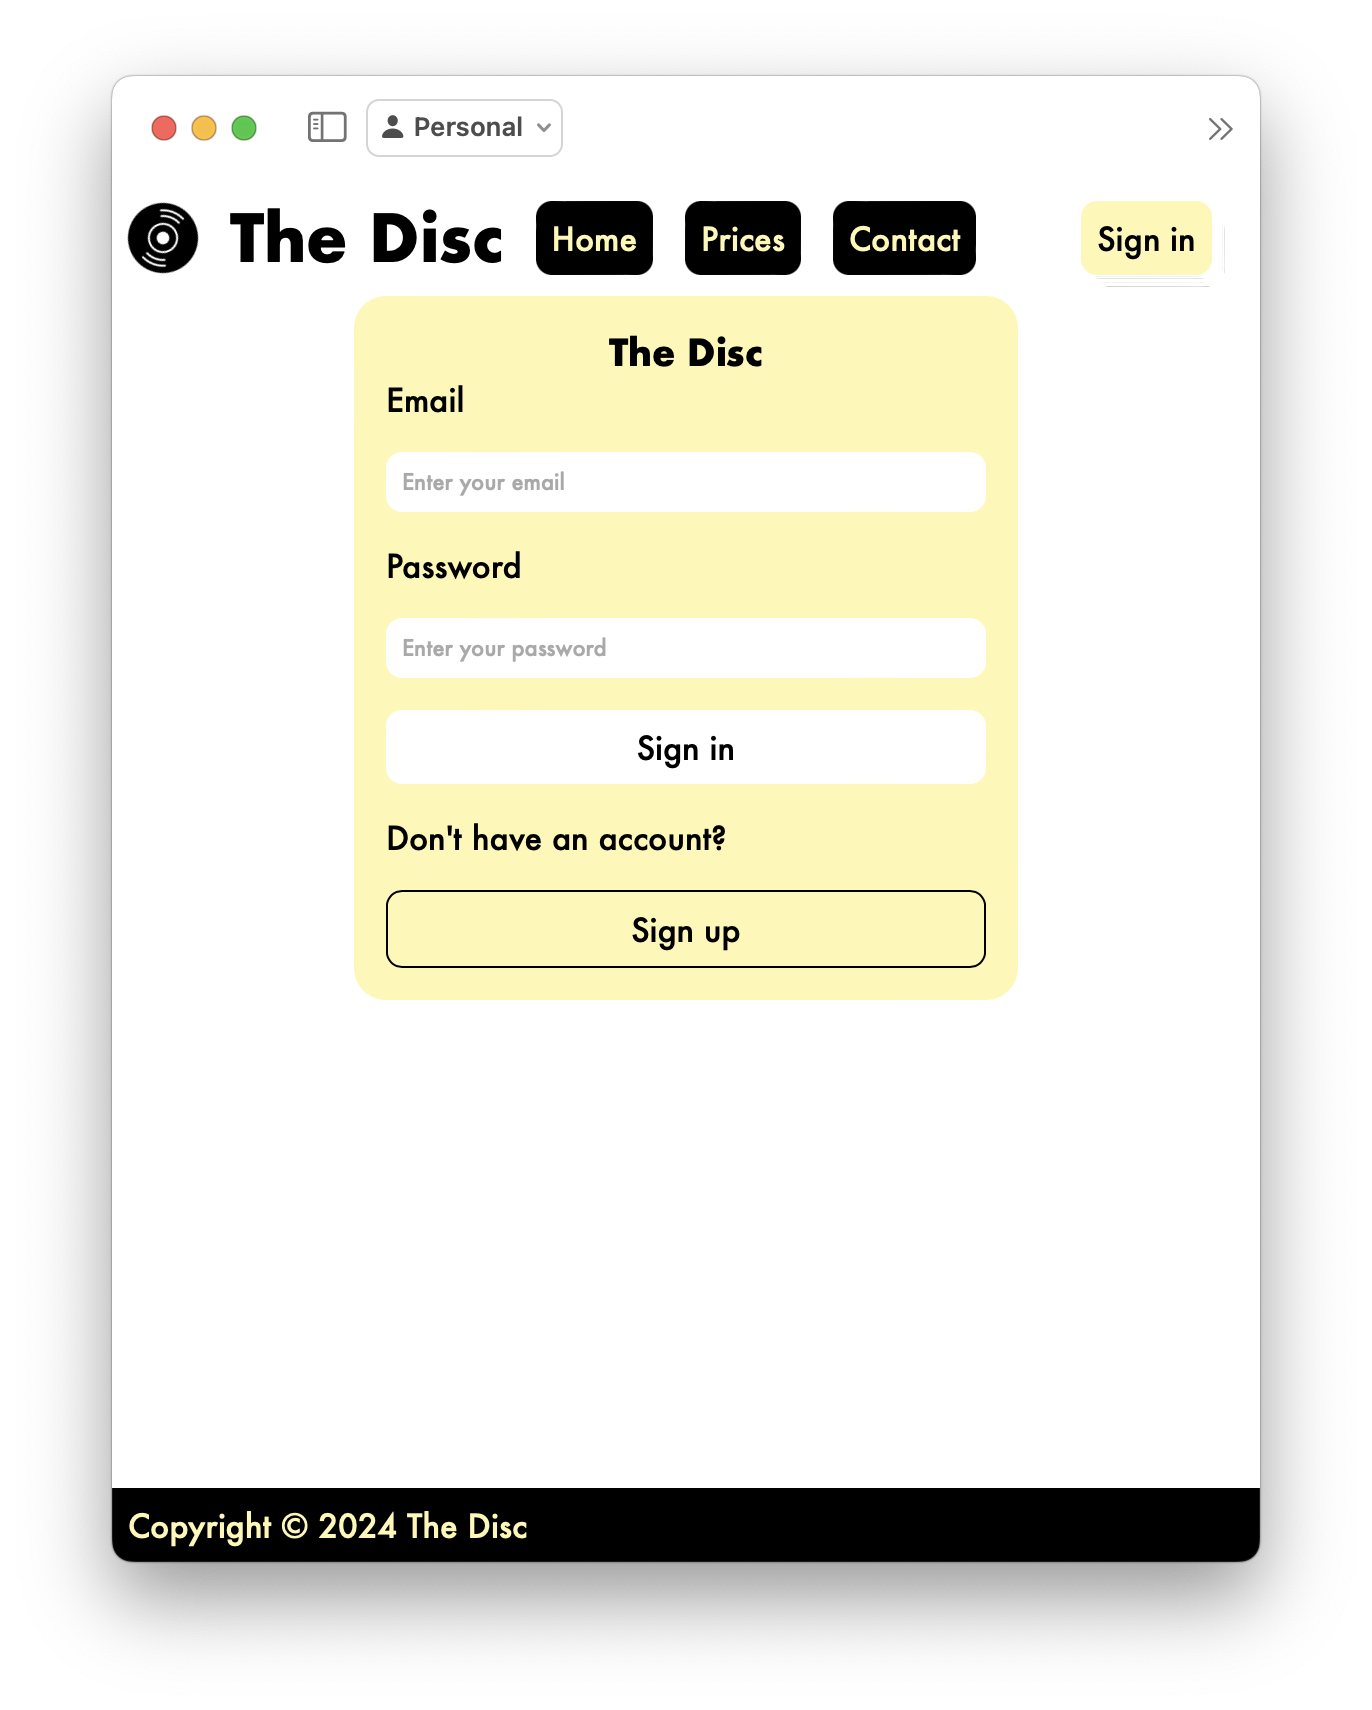 Personal
The Disc Home Prices Contact Sign in
The Disc
Email
Enter your email
Password
Enter your password
Sign in
Don't have an account?
Sign up
Copyright © 2024 The Disc